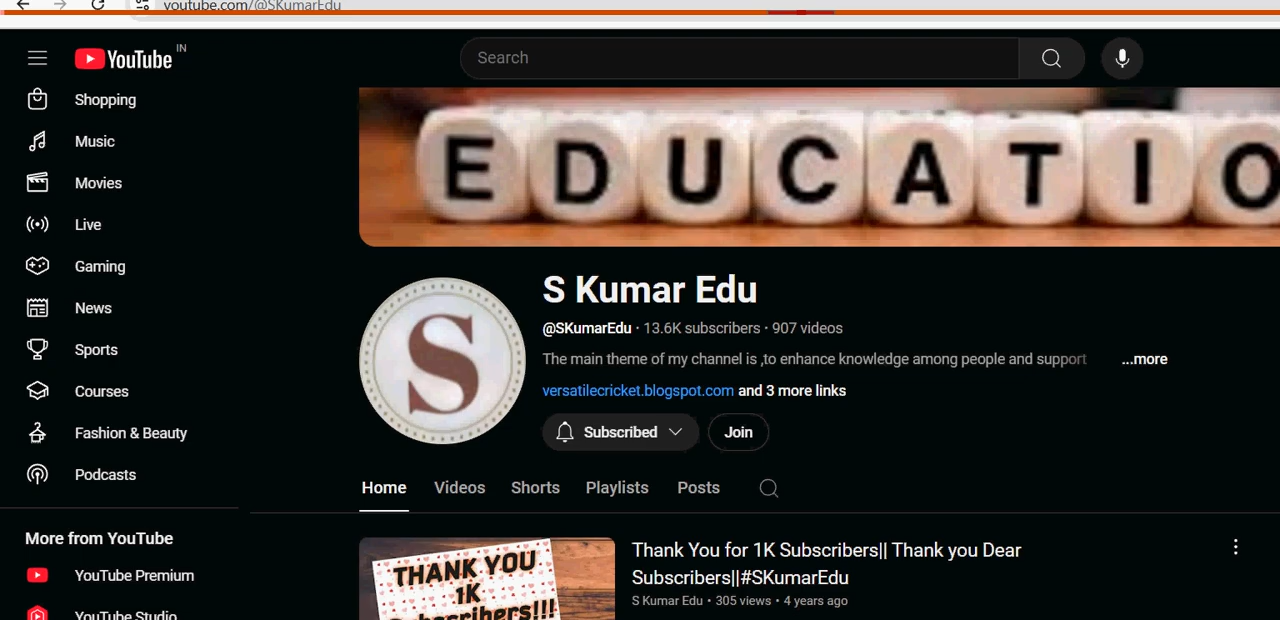 youtube.com/@SKumarEdu
YouTube IN
Search
Shopping
Music
Movies
Live
Gaming
News
Sports
Courses
Fashion & Beauty
Podcasts
More from YouTube
YouTube Premium
YouTube Studio
EDUCATIO
S
S Kumar Edu
@SKumarEdu · 13.6K subscribers · 907 videos
The main theme of my channel is ,to enhance knowledge among people and support ...more
versatilecricket.blogspot.com and 3 more links
Subscribed
Join
Home Videos Shorts Playlists Posts
THANK YOU
1K
Subscribers!!!
Thank You for 1K Subscribers|| Thank you Dear
Subscribers||#SKumarEdu
S Kumar Edu • 305 views • 4 years ago